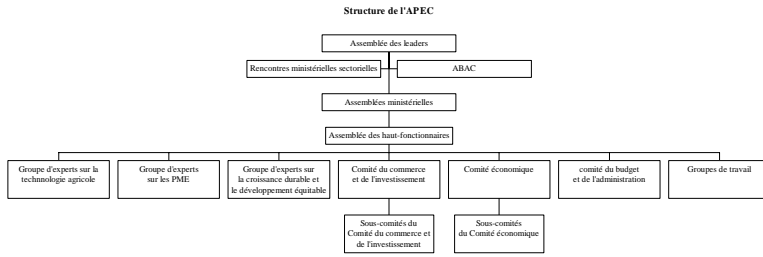 Structure de l'APEC
Assemblée des leaders
Rencontres ministérielles sectorielles
ABAC
Assemblées ministérielles
Assemblée des haut-fonctionnaires
Groupe d'experts sur la
technnologie agricole
Groupe d'experts
sur les PME
Groupe d'experts sur
la croissance durable et
le développement équitable
Comité du commerce
et de l'investissement
Comité économique
comité du budget
et de l'administration
Groupes de travail
Sous-comités du
Comité du commerce et
de l'investissement
Sous-comités
du Comité économique